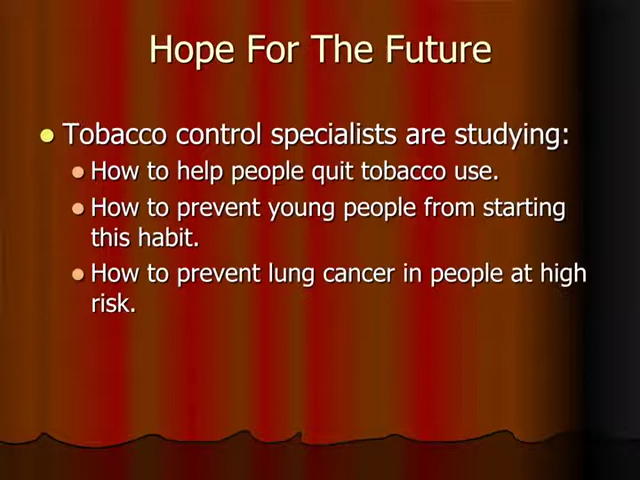 Hope For The Future
Tobacco control specialists are studying:
How to help people quit tobacco use.
How to prevent young people from starting
this habit.
How to prevent lung cancer in people at high
risk.